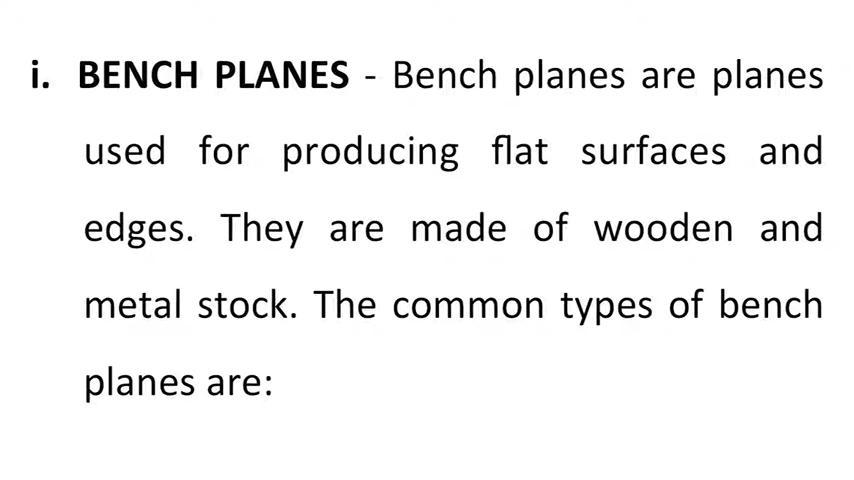 i. BENCH PLANES - Bench planes are planes
used for producing flat surfaces and
edges. They are made of wooden and
metal stock. The common types of bench
planes are: